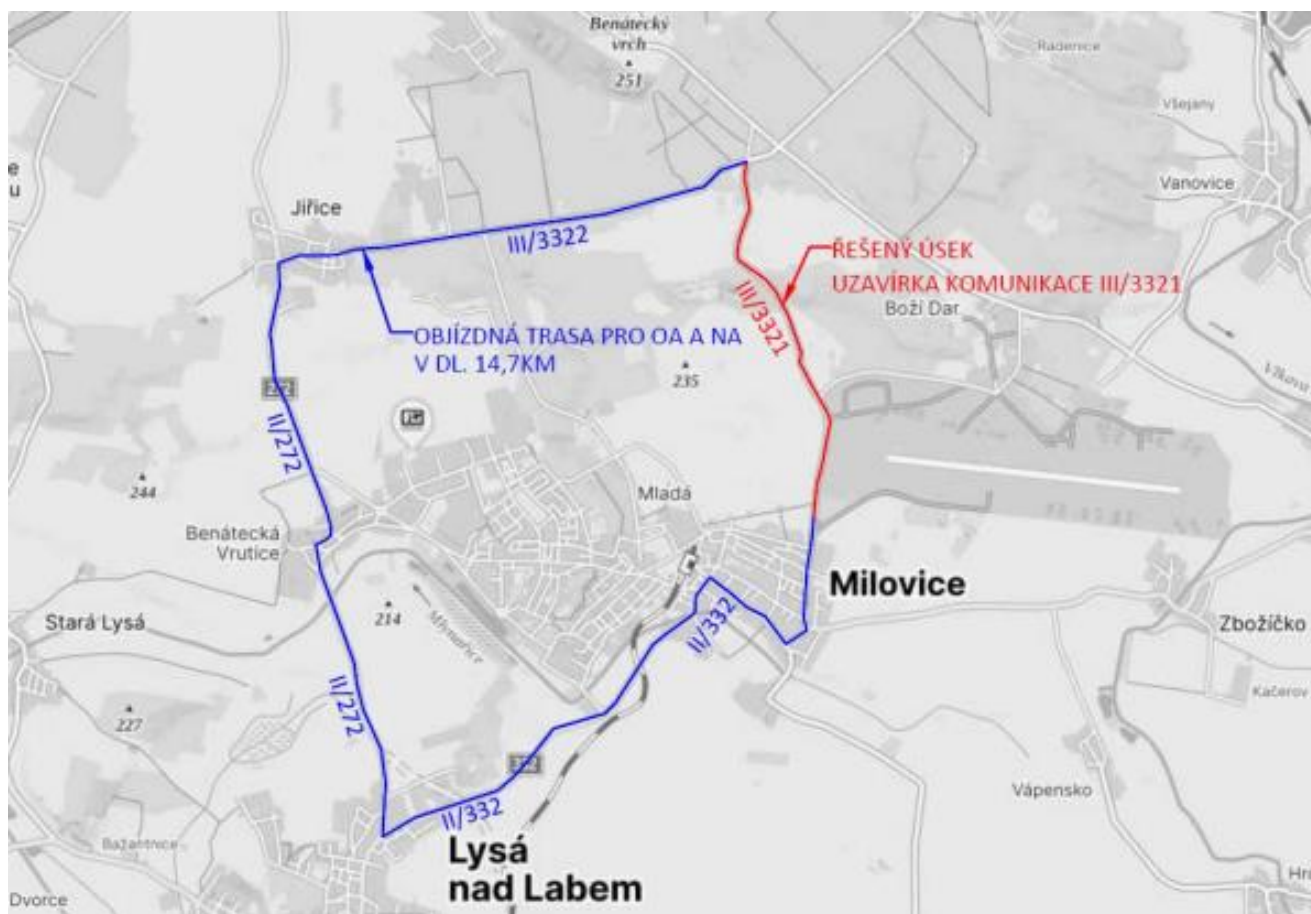 Benátecký
vrch
251
Radenice
Všejany
Vanovice
Jiřice
III/3322
ŘEŠENÝ ÚSEK
UZAVÍRKA KOMUNIKACE III/3321
III/3321
Boží Dar
OBJÍZDNÁ TRASA PRO OA A NA
V DL. 14,7KM
235
272
II/272
244
Mladá
Benátecká
Vrutice
Milovice
Stará Lysá
214
Mlynařice
II/332
Zbožíčko
Kačerov
227
II/272
332
Vápensko
II/332
Bažantnice
Lysá
nad Labem
Dvorce